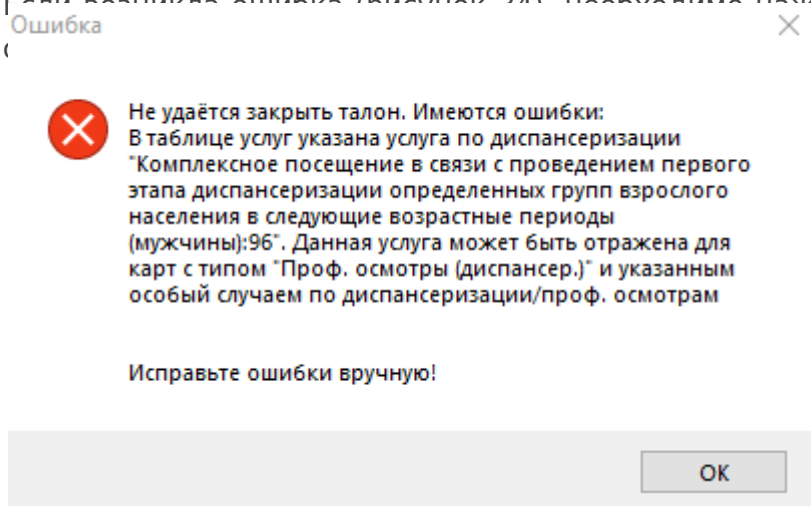 Ошибка
Не удаётся закрыть талон. Имеются ошибки:
В таблице услуг указана услуга по диспансеризации
"Комплексное посещение в связи с проведением первого
этапа диспансеризации определенных групп взрослого
населения в следующие возрастные периоды
(мужчины):96". Данная услуга может быть отражена для
карт с типом "Проф. осмотры (диспансер.)" и указанным
особый случаем по диспансеризации/проф. осмотрам
Исправьте ошибки вручную!
ОК